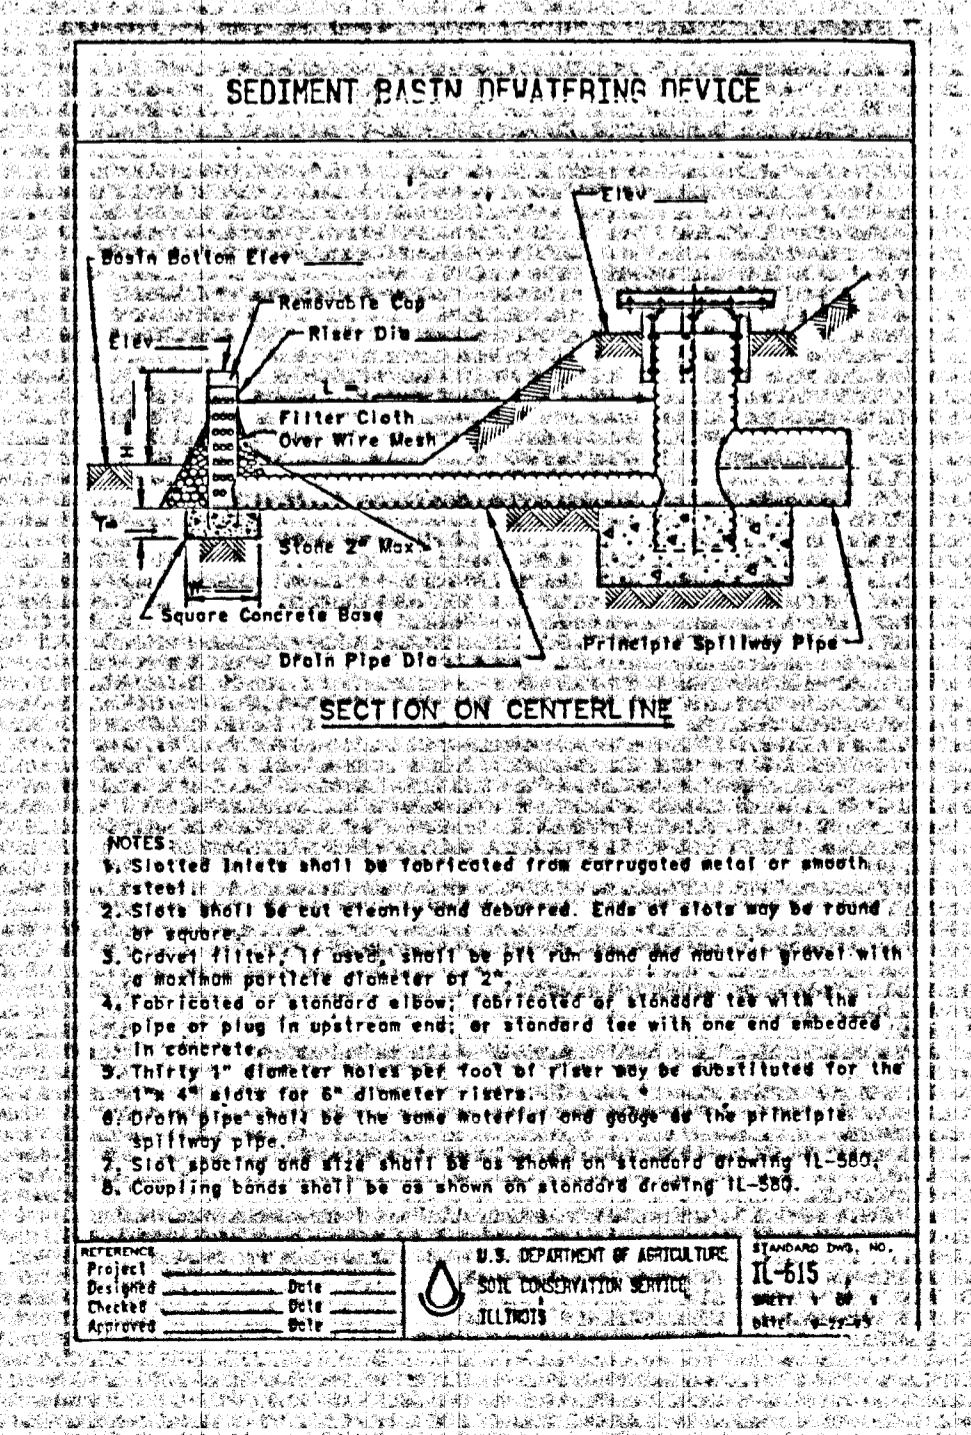 SEDIMENT BASIN DEWATERING DEVICE
Elev
Basin Bottom Elev
Removable Cap
Elev
Riser Dia
L =
Filter Cloth
Over Wire Mesh
H =
T=
Stone 2" Max
W
Square Concrete Base
Principle Spillway Pipe
Drain Pipe Dia
SECTION ON CENTERLINE
NOTES:
1. Slotted inlets shall be fabricated from corrugated metal or smooth
steel.
2. Slots shall be cut cleanly and deburred. Ends of slots may be round
or square.
3. Gravel filter, if used, shall be pit run sand and nautral gravel with
a maximum particle diameter of 2".
4. Fabricated or standard elbow; fabricated or standard tee with the
pipe or plug in upstream end; or standard tee with one end embedded
in concrete.
5. Thirty 1" diameter holes per foot of riser may be substituted for the
1"x 4" slots for 6" diameter risers.
6. Drain pipe shall be the same material and gauge as the principle
spillway pipe.
7. Slot spacing and size shall be as shown on standard drawing IL-580.
8. Coupling bands shall be as shown on standard drawing IL-580.
REFERENCE
Project
Designed Date
Checked Date
Approved Date
U.S. DEPARTMENT OF AGRICULTURE
SOIL CONSERVATION SERVICE
ILLINOIS
STANDARD DWG. NO.
IL-615
SHEET 1 OF 1
DATE